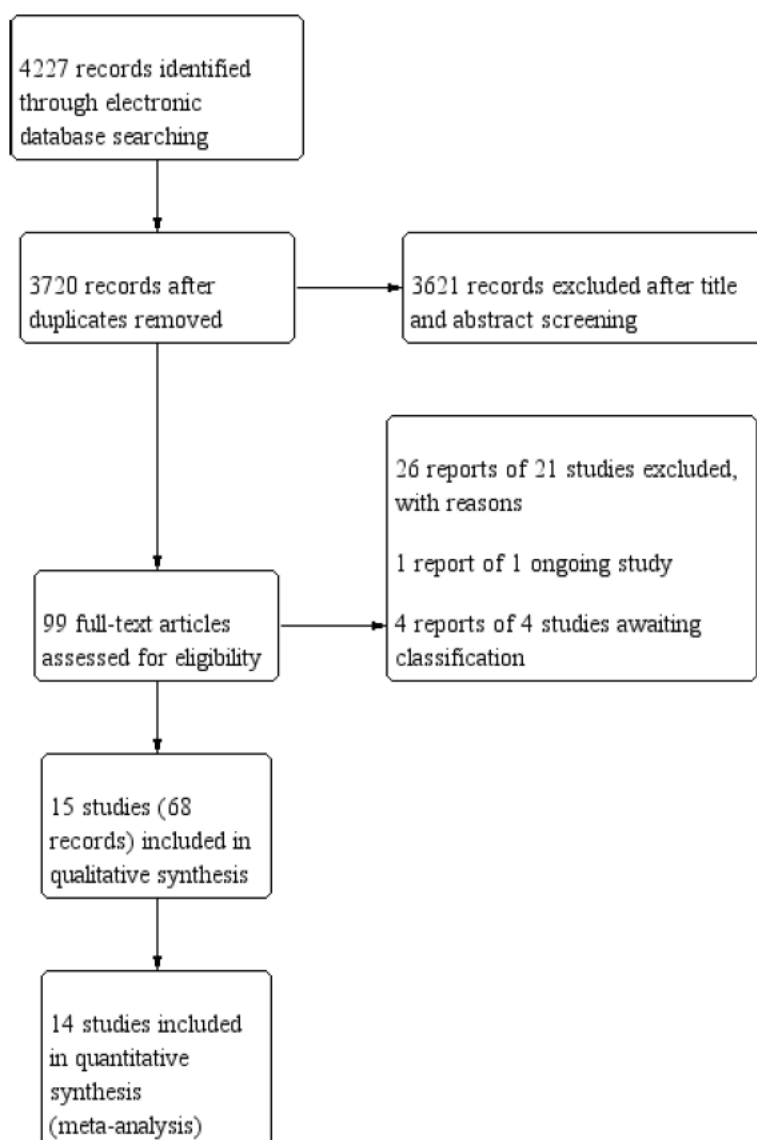 4227 records identified
through electronic
database searching
3720 records after
duplicates removed
3621 records excluded after title
and abstract screening
26 reports of 21 studies excluded,
with reasons
1 report of 1 ongoing study
4 reports of 4 studies awaiting
classification
99 full-text articles
assessed for eligibility
15 studies (68
records) included in
qualitative synthesis
14 studies included
in quantitative
synthesis
(meta-analysis)